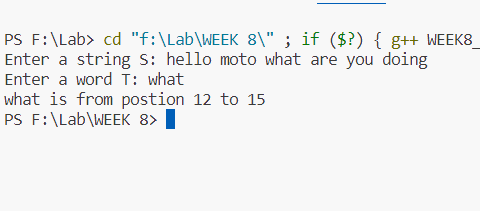 PS F:\Lab> cd "f:\Lab\WEEK 8\" ; if ($?) { g++ WEEK8_
Enter a string S: hello moto what are you doing
Enter a word T: what
what is from postion 12 to 15
PS F:\Lab\WEEK 8>